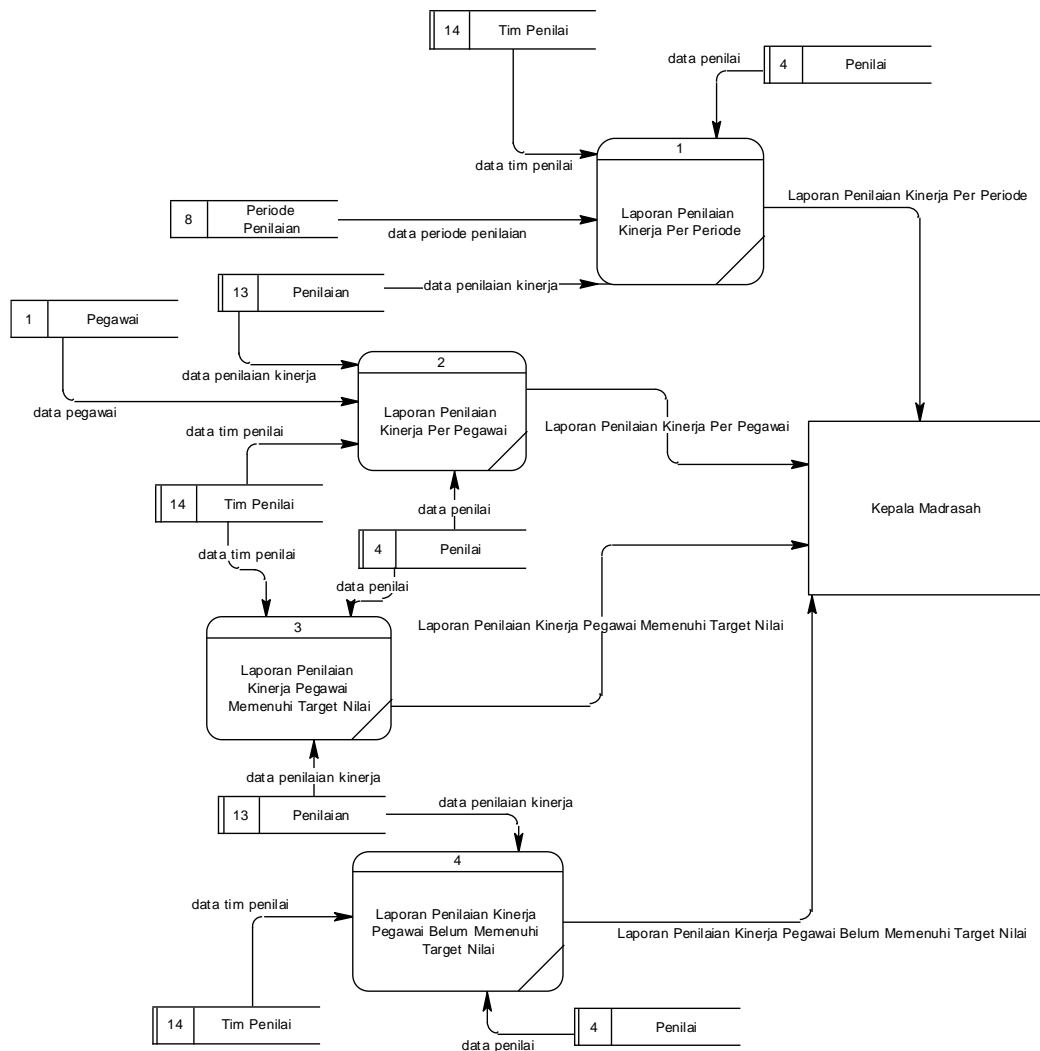 14
Tim Penilai
data penilai
4
Penilai
data tim penilai
1
Laporan Penilaian
Kinerja Per Periode
Laporan Penilaian Kinerja Per Periode
8
Periode
Penilaian
data periode penilaian
13
Penilaian
data penilaian kinerja
1
Pegawai
data penilaian kinerja
data pegawai
2
Laporan Penilaian
Kinerja Per Pegawai
Laporan Penilaian Kinerja Per Pegawai
data tim penilai
14
Tim Penilai
data penilai
4
Penilai
Kepala Madrasah
data tim penilai
data penilai
3
Laporan Penilaian
Kinerja Pegawai
Memenuhi Target Nilai
Laporan Penilaian Kinerja Pegawai Memenuhi Target Nilai
data penilaian kinerja
13
Penilaian
data penilaian kinerja
4
Laporan Penilaian Kinerja
Pegawai Belum Memenuhi
Target Nilai
Laporan Penilaian Kinerja Pegawai Belum Memenuhi Target Nilai
data tim penilai
14
Tim Penilai
4
Penilai
data penilai